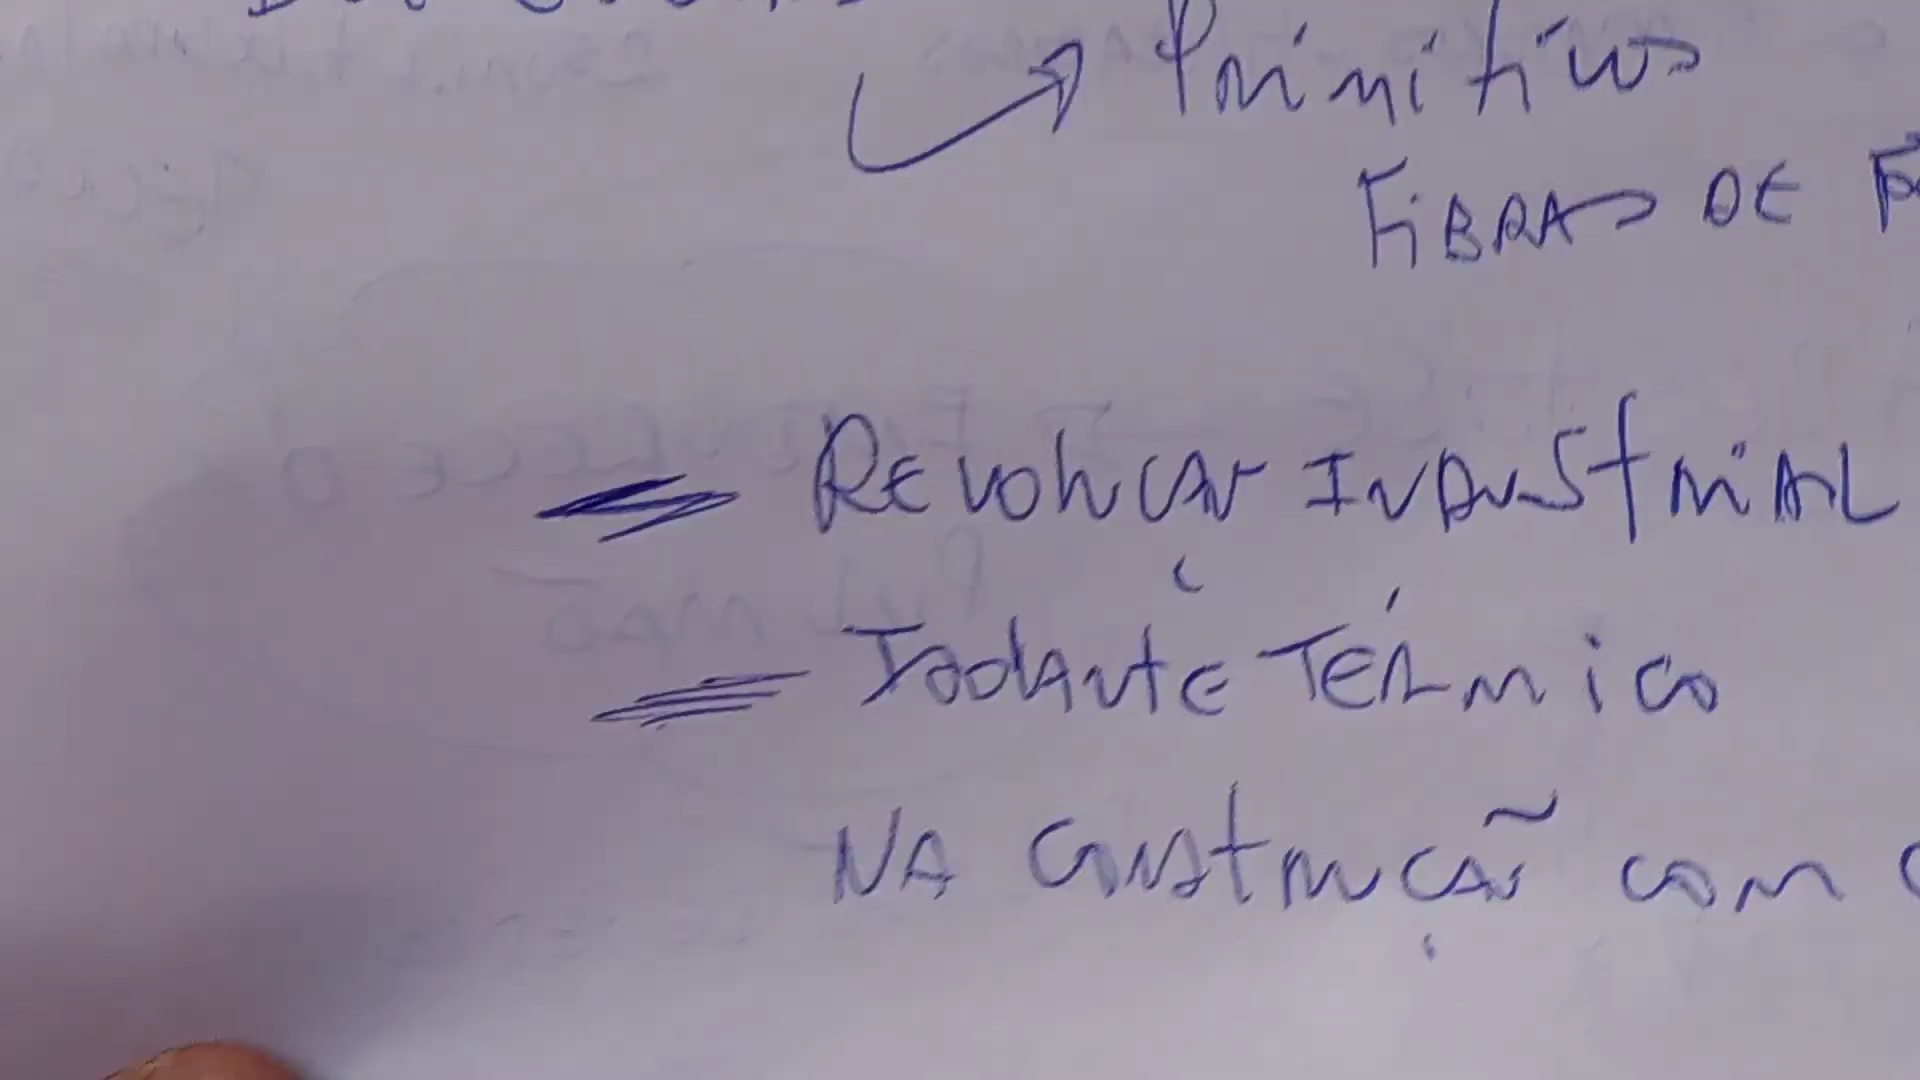 Primitivos
FIBRAS DE
REVOLUÇÃO INDUSTRIAL
ISOLANTE TÉRMICO
NA CONSTRUÇÃO COM